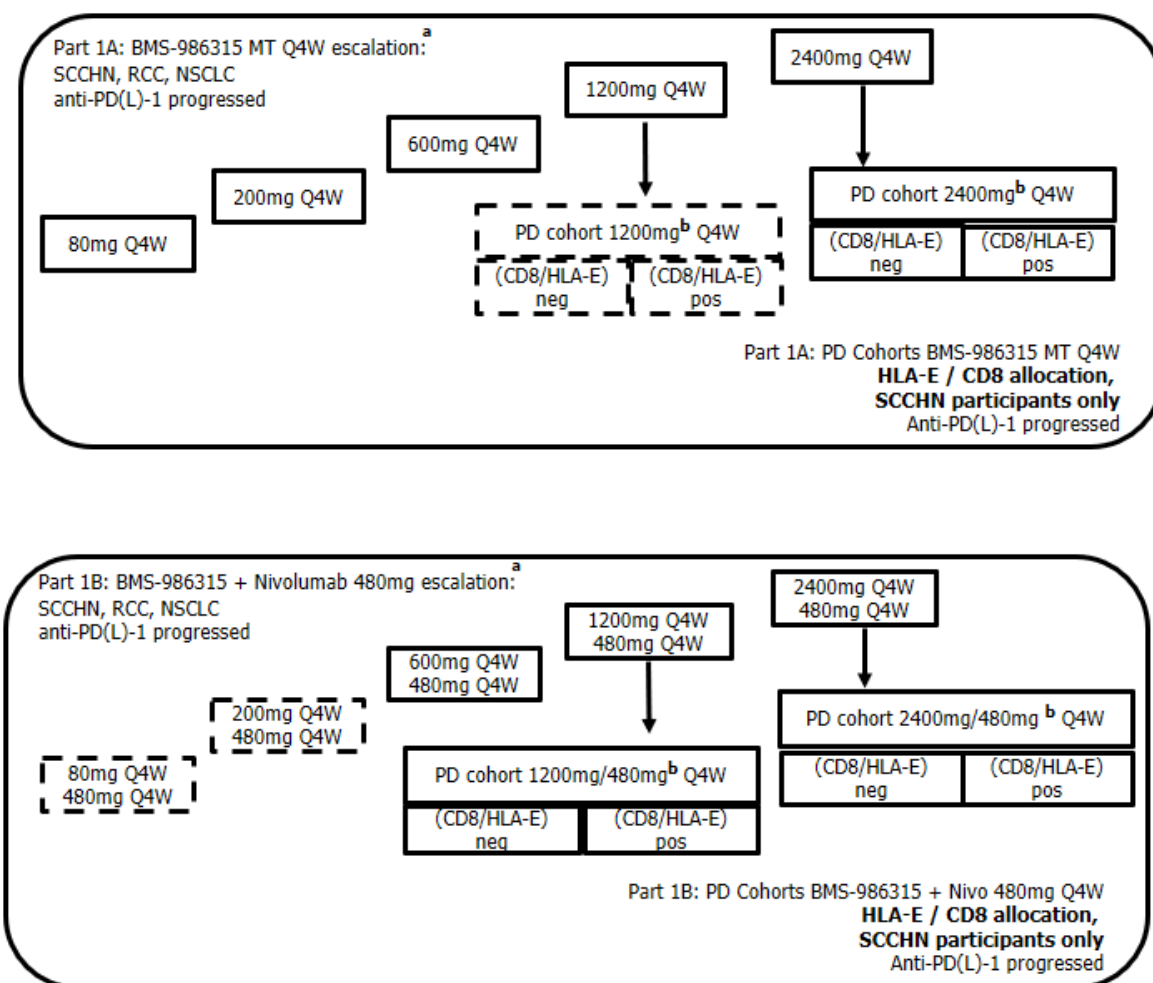 Part 1A: BMS-986315 MT Q4W escalation:a
SCCHN, RCC, NSCLC
anti-PD(L)-1 progressed
80mg Q4W
200mg Q4W
600mg Q4W
1200mg Q4W
2400mg Q4W
PD cohort 1200mgb Q4W
(CD8/HLA-E)
neg
(CD8/HLA-E)
pos
PD cohort 2400mgb Q4W
(CD8/HLA-E)
neg
(CD8/HLA-E)
pos
Part 1A: PD Cohorts BMS-986315 MT Q4W
HLA-E / CD8 allocation,
SCCHN participants only
Anti-PD(L)-1 progressed
Part 1B: BMS-986315 + Nivolumab 480mg escalation:a
SCCHN, RCC, NSCLC
anti-PD(L)-1 progressed
80mg Q4W
480mg Q4W
200mg Q4W
480mg Q4W
600mg Q4W
480mg Q4W
1200mg Q4W
480mg Q4W
2400mg Q4W
480mg Q4W
PD cohort 1200mg/480mgb Q4W
(CD8/HLA-E)
neg
(CD8/HLA-E)
pos
PD cohort 2400mg/480mg b Q4W
(CD8/HLA-E)
neg
(CD8/HLA-E)
pos
Part 1B: PD Cohorts BMS-986315 + Nivo 480mg Q4W
HLA-E / CD8 allocation,
SCCHN participants only
Anti-PD(L)-1 progressed